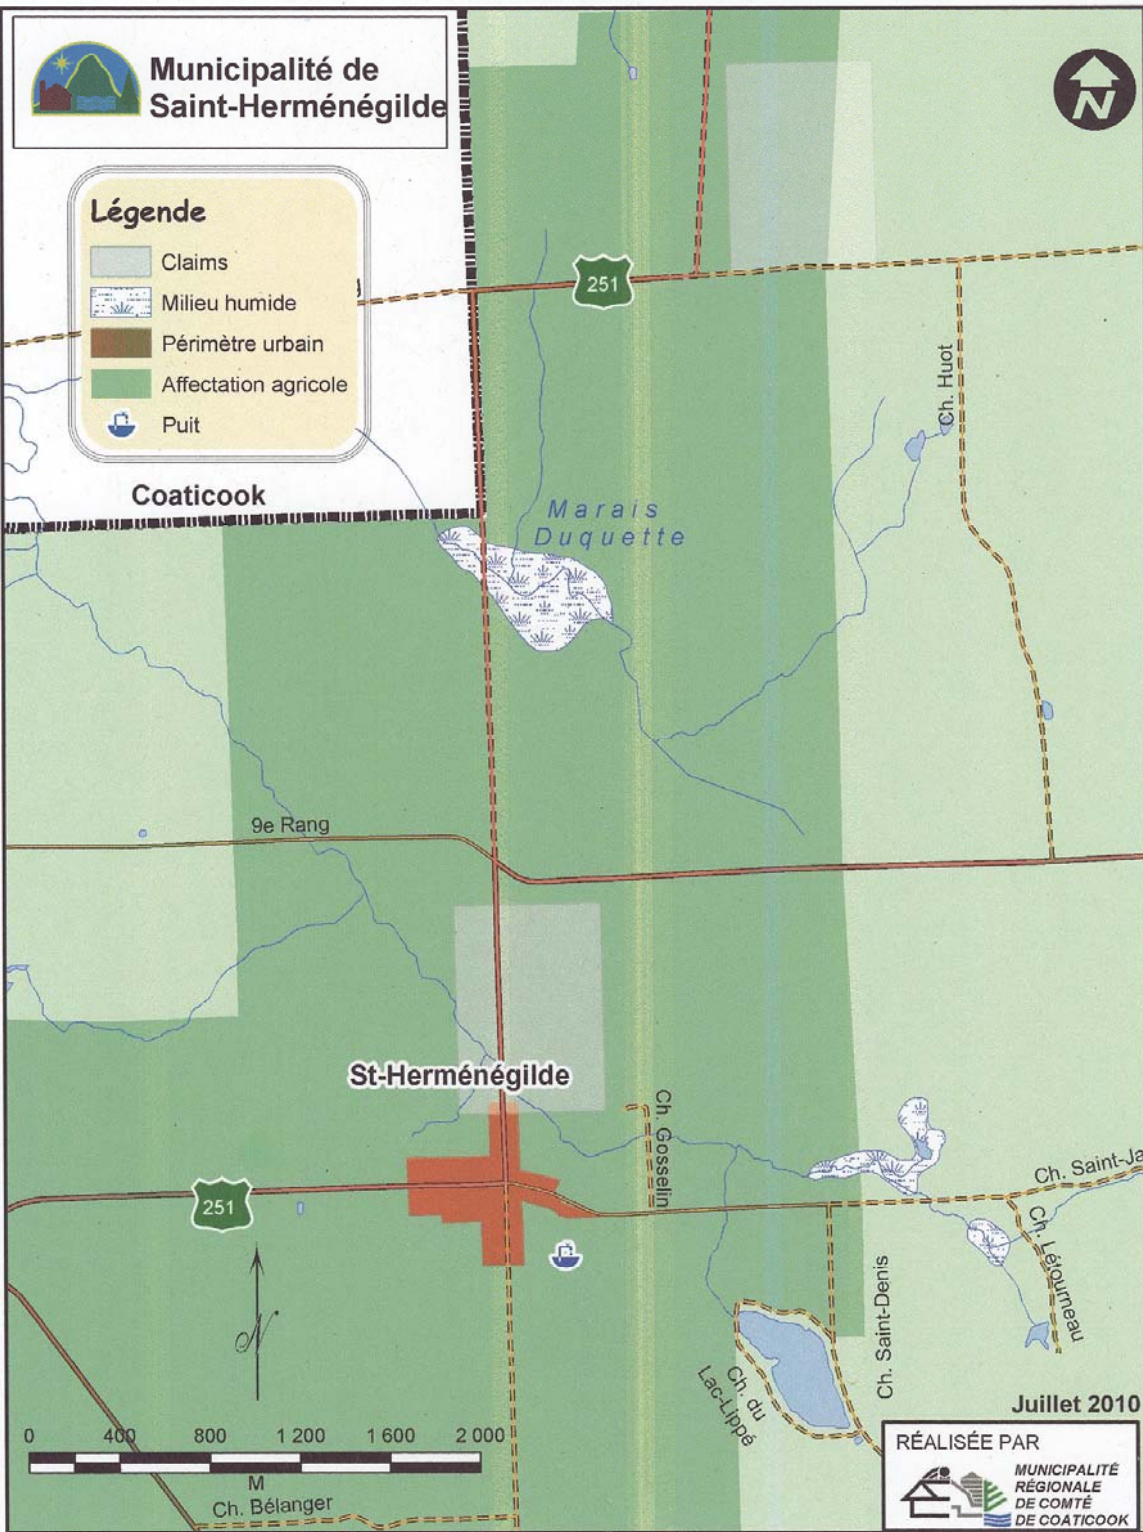 Municipalité de
Saint-Herménégilde
N
Légende
Claims
Milieu humide
Périmètre urbain
Affectation agricole
Puit
Coaticook
251
Ch. Huot
Marais
Duquette
9e Rang
St-Herménégilde
Ch. Gosselin
Ch. Saint-Ja
251
Ch. Létourneau
Ch. Saint-Denis
N
Ch. du
Lac-Lippé
Juillet 2010
0 400 800 1 200 1 600 2 000
M
Ch. Bélanger
RÉALISÉE PAR
MUNICIPALITÉ
RÉGIONALE
DE COMTÉ
DE COATICOOK